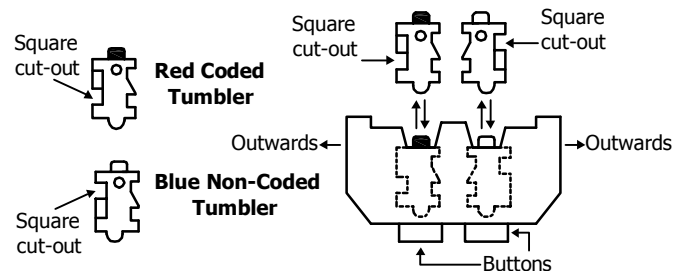 Square
cut-out
Red Coded
Tumbler
Square
cut-out
Blue Non-Coded
Tumbler
Square
cut-out
Square
cut-out
Outwards
Outwards
Buttons